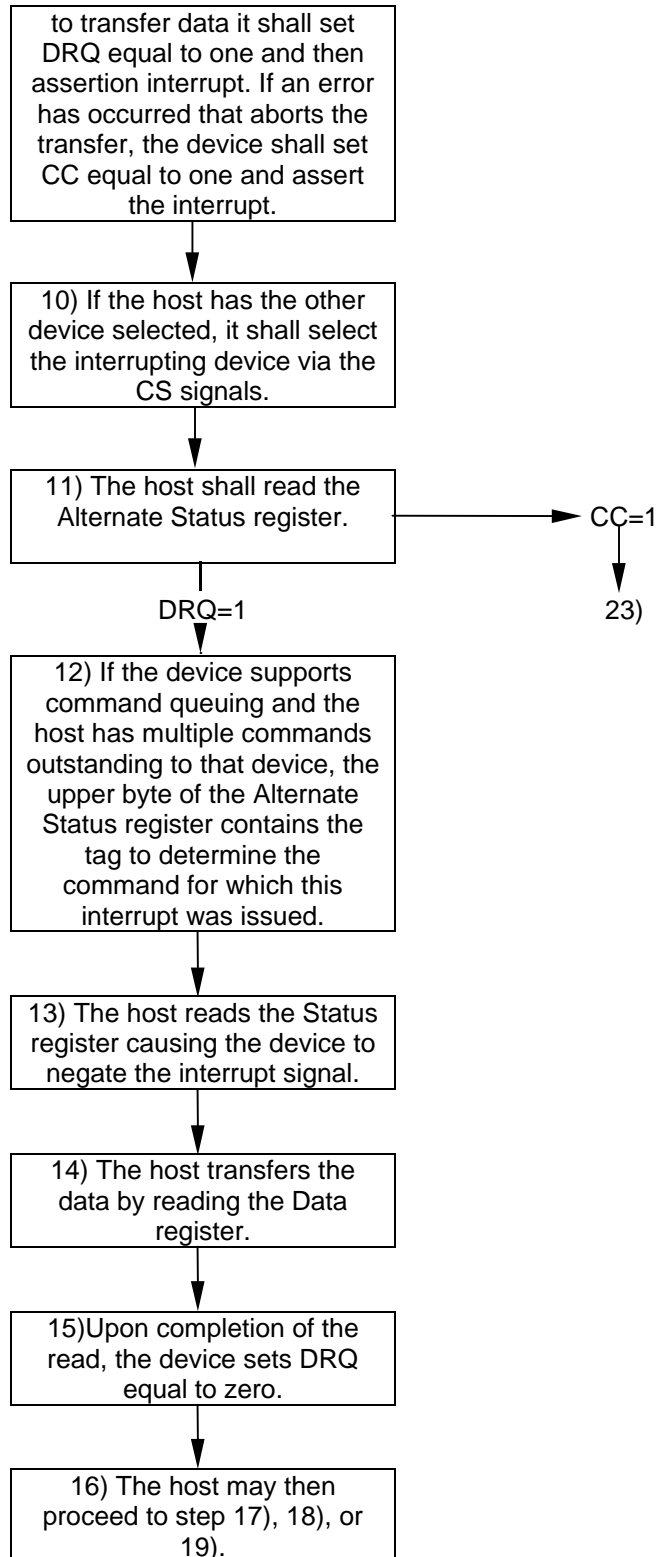 to transfer data it shall set
DRQ equal to one and then
assertion interrupt. If an error
has occurred that aborts the
transfer, the device shall set
CC equal to one and assert
the interrupt.
10) If the host has the other
device selected, it shall select
the interrupting device via the
CS signals.
11) The host shall read the
Alternate Status register.
CC=1
DRQ=1
23)
12) If the device supports
command queuing and the
host has multiple commands
outstanding to that device, the
upper byte of the Alternate
Status register contains the
tag to determine the
command for which this
interrupt was issued.
13) The host reads the Status
register causing the device to
negate the interrupt signal.
14) The host transfers the
data by reading the Data
register.
15)Upon completion of the
read, the device sets DRQ
equal to zero.
16) The host may then
proceed to step 17), 18), or
19).